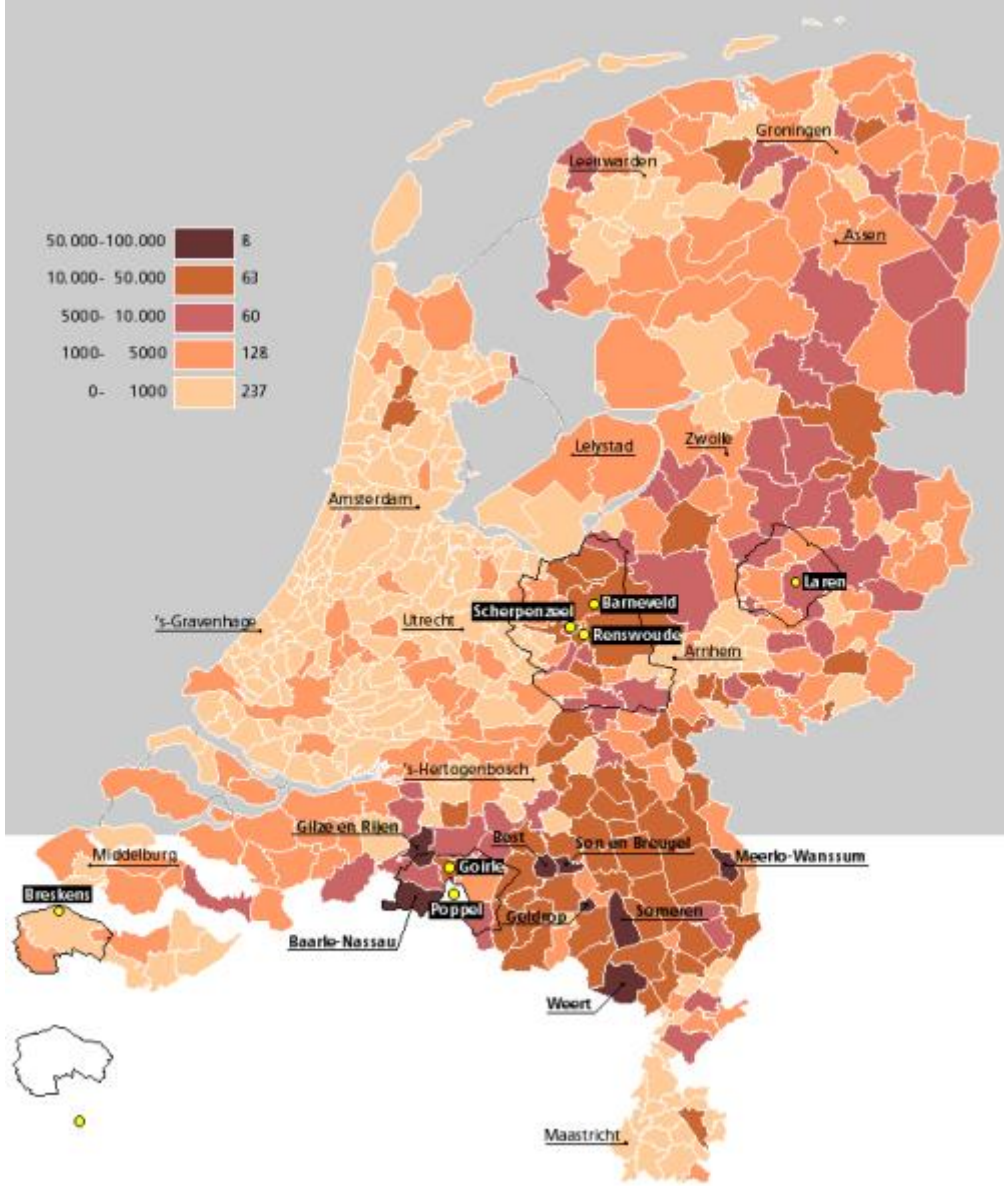 Groningen
Leeuwarden
Assen
50.000-100.000 8
10.000- 50.000 63
5000- 10.000 60
1000- 5000 128
0- 1000 237
Lelystad
Zwolle
Amsterdam
Laren
Barneveld
Scherpenzeel
Utrecht
's-Gravenhage
Renswoude
Arnhem
's-Hertogenbosch
Gilze en Rijen
Best
Son en Breugel
Middelburg
Meerlo-Wanssum
Goirle
Breskens
Poppel
Geldrop
Someren
Baarle-Nassau
Weert
Maastricht